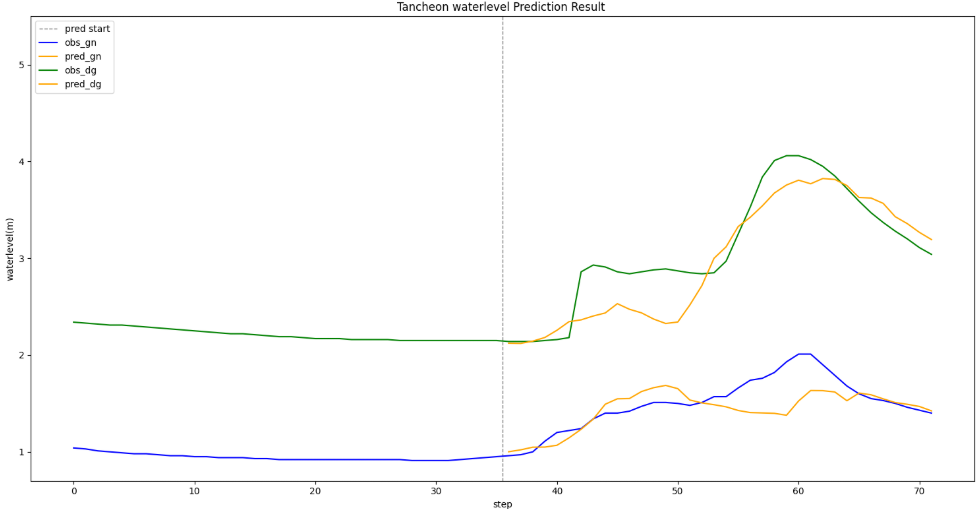 Tancheon waterlevel Prediction Result
pred start
obs_gn
pred_gn
obs_dg
pred_dg
waterlevel(m)
5
4
3
2
1
0 10 20 30 40 50 60 70
step